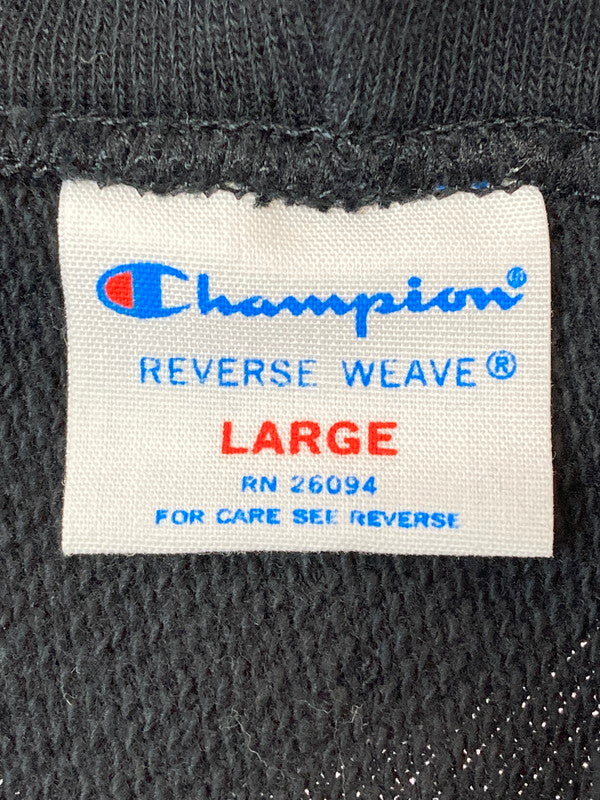 Champion®
REVERSE WEAVE®
LARGE
RN 26094
FOR CARE SEE REVERSE